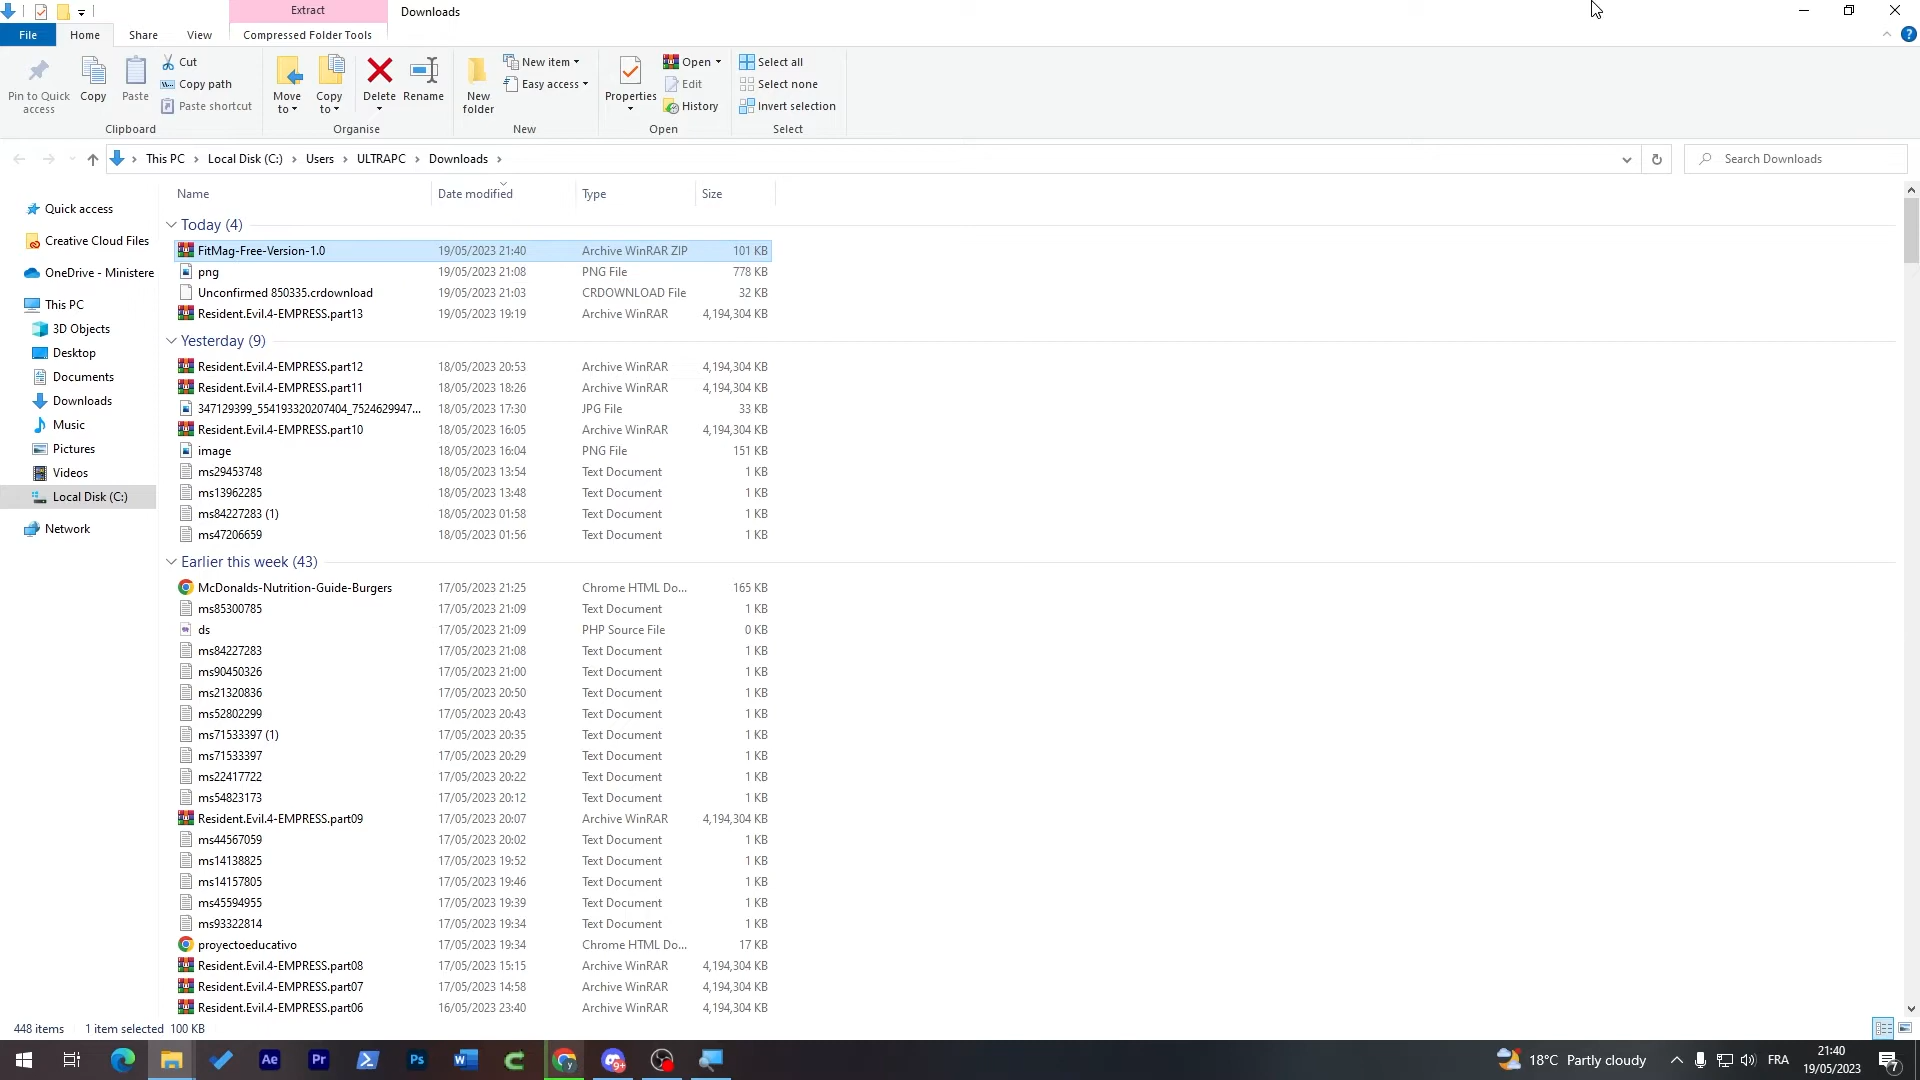 Extract
Downloads
File
Home
Share
View
Compressed Folder Tools
Pin to Quick access
Copy
Paste
Cut
Copy path
Paste shortcut
Clipboard
Move to
Copy to
Delete
Rename
Organise
New folder
New item
Easy access
New
Properties
Open
Edit
History
Open
Select all
Select none
Invert selection
Select
This PC > Local Disk (C:) > Users > ULTRAPC > Downloads >
Search Downloads
Quick access
Creative Cloud Files
OneDrive - Ministere
This PC
3D Objects
Desktop
Documents
Downloads
Music
Pictures
Videos
Local Disk (C:)
Network
Name Date modified Type Size
Today (4)
FitMag-Free-Version-1.0 19/05/2023 21:40 Archive WinRAR ZIP 101 KB
png 19/05/2023 21:08 PNG File 778 KB
Unconfirmed 850335.crdownload 19/05/2023 21:03 CRDOWNLOAD File 32 KB
Resident.Evil.4-EMPRESS.part13 19/05/2023 19:19 Archive WinRAR 4,194,304 KB
Yesterday (9)
Resident.Evil.4-EMPRESS.part12 18/05/2023 20:53 Archive WinRAR 4,194,304 KB
Resident.Evil.4-EMPRESS.part11 18/05/2023 18:26 Archive WinRAR 4,194,304 KB
347129399_554193320207404_7524629947... 18/05/2023 17:30 JPG File 33 KB
Resident.Evil.4-EMPRESS.part10 18/05/2023 16:05 Archive WinRAR 4,194,304 KB
image 18/05/2023 16:04 PNG File 151 KB
ms29453748 18/05/2023 13:54 Text Document 1 KB
ms13962285 18/05/2023 13:48 Text Document 1 KB
ms84227283 (1) 18/05/2023 01:58 Text Document 1 KB
ms47206659 18/05/2023 01:56 Text Document 1 KB
Earlier this week (43)
McDonalds-Nutrition-Guide-Burgers 17/05/2023 21:25 Chrome HTML Do... 165 KB
ms85300785 17/05/2023 21:09 Text Document 1 KB
ds 17/05/2023 21:09 PHP Source File 0 KB
ms84227283 17/05/2023 21:08 Text Document 1 KB
ms90450326 17/05/2023 21:00 Text Document 1 KB
ms21320836 17/05/2023 20:50 Text Document 1 KB
ms52802299 17/05/2023 20:43 Text Document 1 KB
ms71533397 (1) 17/05/2023 20:35 Text Document 1 KB
ms71533397 17/05/2023 20:29 Text Document 1 KB
ms22417722 17/05/2023 20:22 Text Document 1 KB
ms54823173 17/05/2023 20:12 Text Document 1 KB
Resident.Evil.4-EMPRESS.part09 17/05/2023 20:07 Archive WinRAR 4,194,304 KB
ms44567059 17/05/2023 20:02 Text Document 1 KB
ms14138825 17/05/2023 19:52 Text Document 1 KB
ms14157805 17/05/2023 19:46 Text Document 1 KB
ms45594955 17/05/2023 19:39 Text Document 1 KB
ms93322814 17/05/2023 19:34 Text Document 1 KB
proyectoeducativo 17/05/2023 19:34 Chrome HTML Do... 17 KB
Resident.Evil.4-EMPRESS.part08 17/05/2023 15:15 Archive WinRAR 4,194,304 KB
Resident.Evil.4-EMPRESS.part07 17/05/2023 14:58 Archive WinRAR 4,194,304 KB
Resident.Evil.4-EMPRESS.part06 16/05/2023 23:40 Archive WinRAR 4,194,304 KB
448 items 1 item selected 100 KB
Ae
Pr
Ps
W
y
9+
18°C Partly cloudy
FRA
21:40
19/05/2023
7